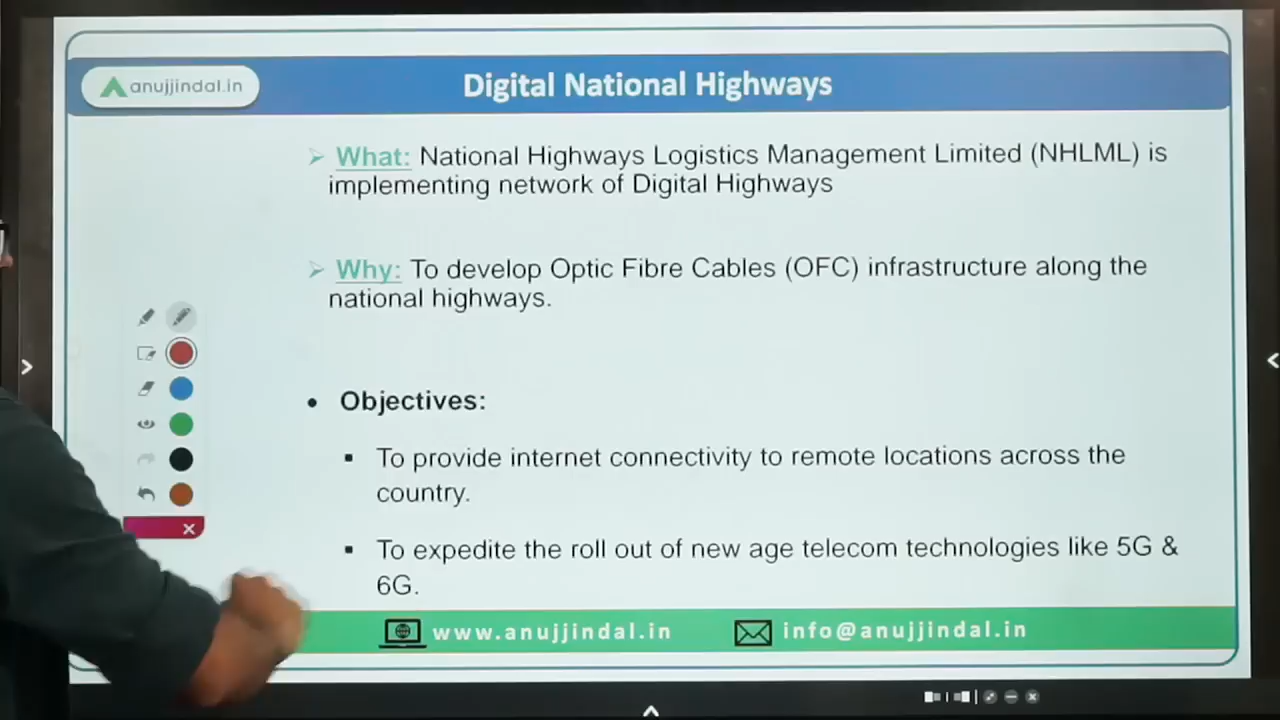 anujjindal.in
Digital National Highways
What: National Highways Logistics Management Limited (NHLML) is
implementing network of Digital Highways
Why: To develop Optic Fibre Cables (OFC) infrastructure along the
national highways.
Objectives:
To provide internet connectivity to remote locations across the
country.
To expedite the roll out of new age telecom technologies like 5G &
6G.
www.anujjindal.in
info@anujjindal.in